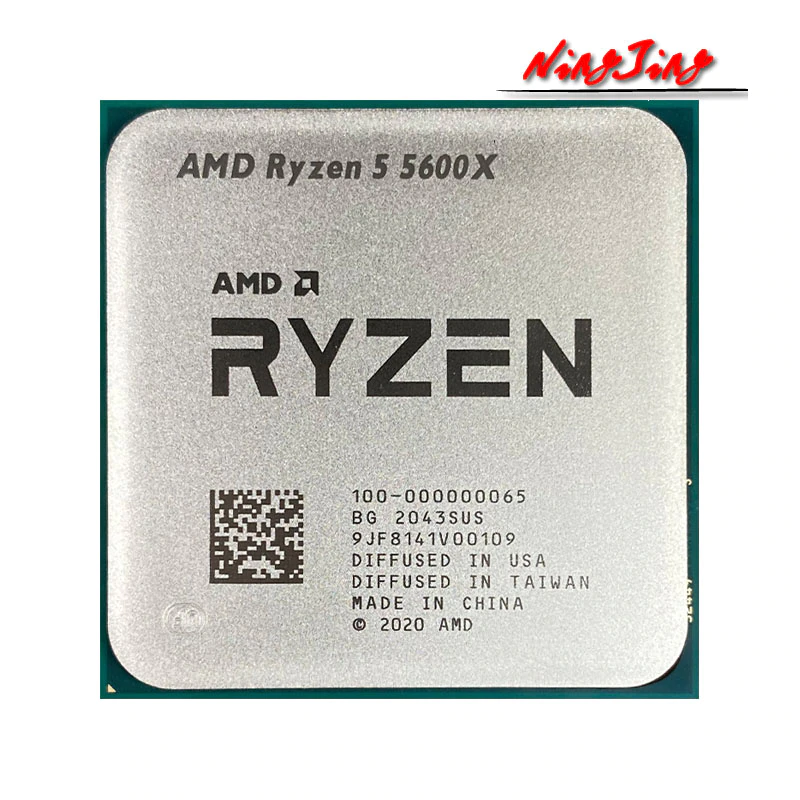 NingJing
AMD Ryzen 5 5600X
AMD
RYZEN
100-000000065
BG 2043SUS
9JF8141V00109
DIFFUSED IN USA
DIFFUSED IN TAIWAN
MADE IN CHINA
© 2020 AMD